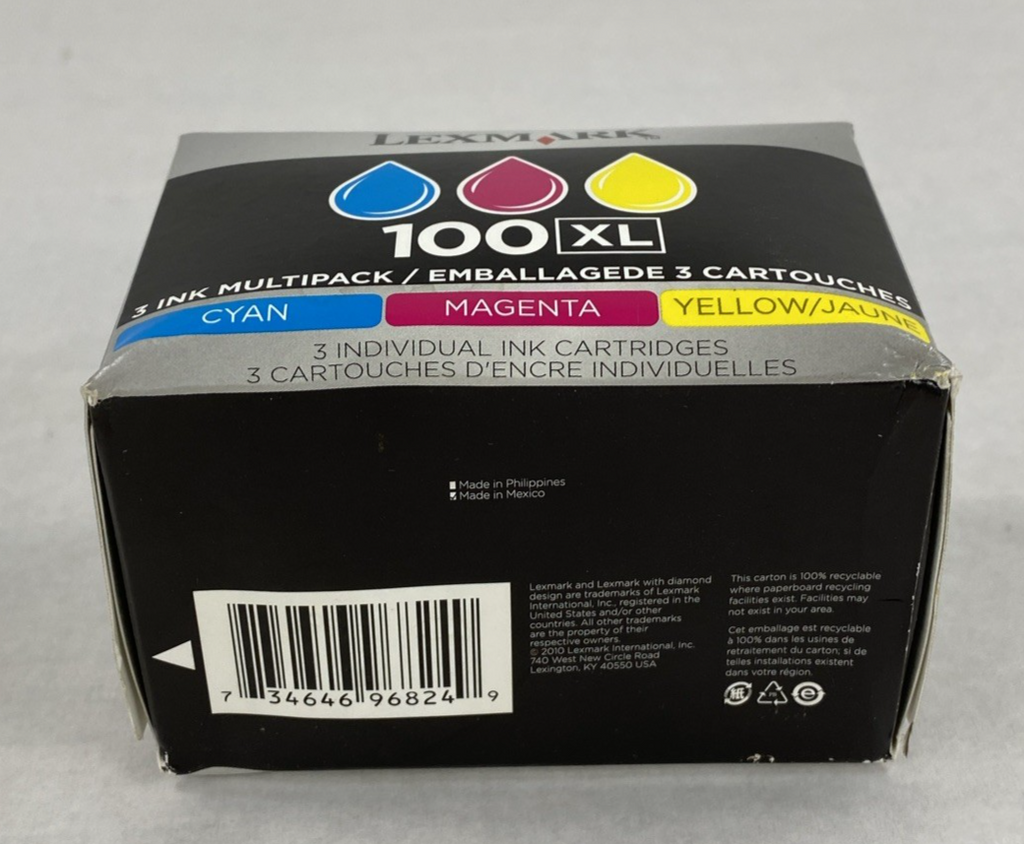 LEXMARK
100 XL
3 INK MULTIPACK / EMBALLAGEDE 3 CARTOUCHES
CYAN
MAGENTA
YELLOW/JAUNE
3 INDIVIDUAL INK CARTRIDGES
3 CARTOUCHES D'ENCRE INDIVIDUELLES
Made in Philippines
Made in Mexico
7 34646 96824 9
Lexmark and Lexmark with diamond
design are trademarks of Lexmark
International, Inc., registered in the
United States and/or other
countries. All other trademarks
are the property of their
respective owners.
© 2010 Lexmark International, Inc.
740 West New Circle Road
Lexington, KY 40550 USA
This carton is 100% recyclable
where paperboard recycling
facilities exist. Facilities may
not exist in your area.
Cet emballage est recyclable
à 100% dans les usines de
retraitement du carton; si de
telles installations existent
dans votre région.
紙
e